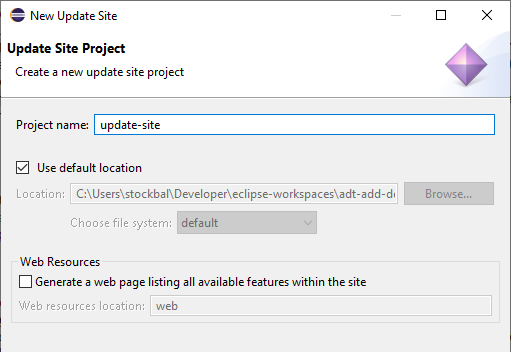 New Update Site
Update Site Project
Create a new update site project
Project name: update-site
Use default location
Location: C:\Users\stockbal\Developer\eclipse-workspaces\adt-add-d Browse...
Choose file system: default
Web Resources
Generate a web page listing all available features within the site
Web resources location: web